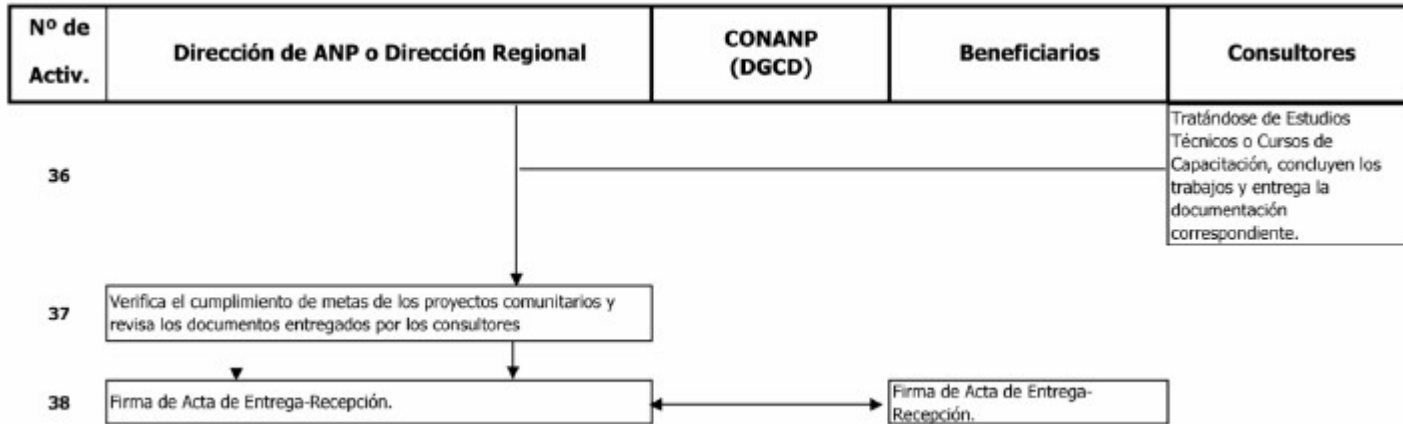 Nº de
Activ.
Dirección de ANP o Dirección Regional
CONANP
(DGCD)
Beneficiarios
Consultores
36
Tratándose de Estudios
Técnicos o Cursos de
Capacitación, concluyen los
trabajos y entrega la
documentación
correspondiente.
37
Verifica el cumplimiento de metas de los proyectos comunitarios y
revisa los documentos entregados por los consultores
38
Firma de Acta de Entrega-Recepción.
Firma de Acta de Entrega-
Recepción.